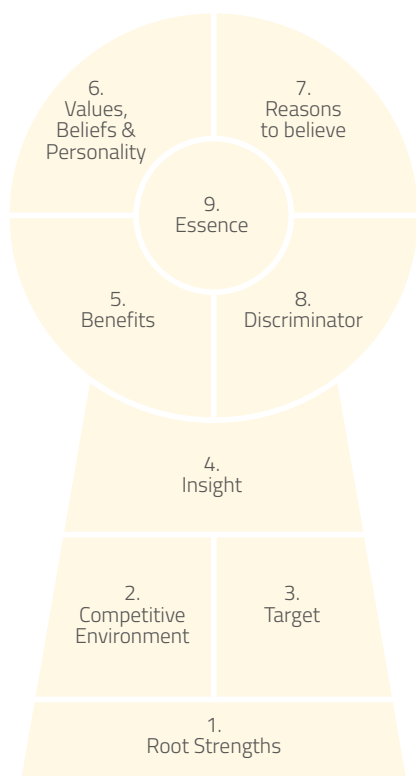 6.
Values,
Beliefs &
Personality
7.
Reasons
to believe
9.
Essence
5.
Benefits
8.
Discriminator
4.
Insight
2.
Competitive
Environment
3.
Target
1.
Root Strengths